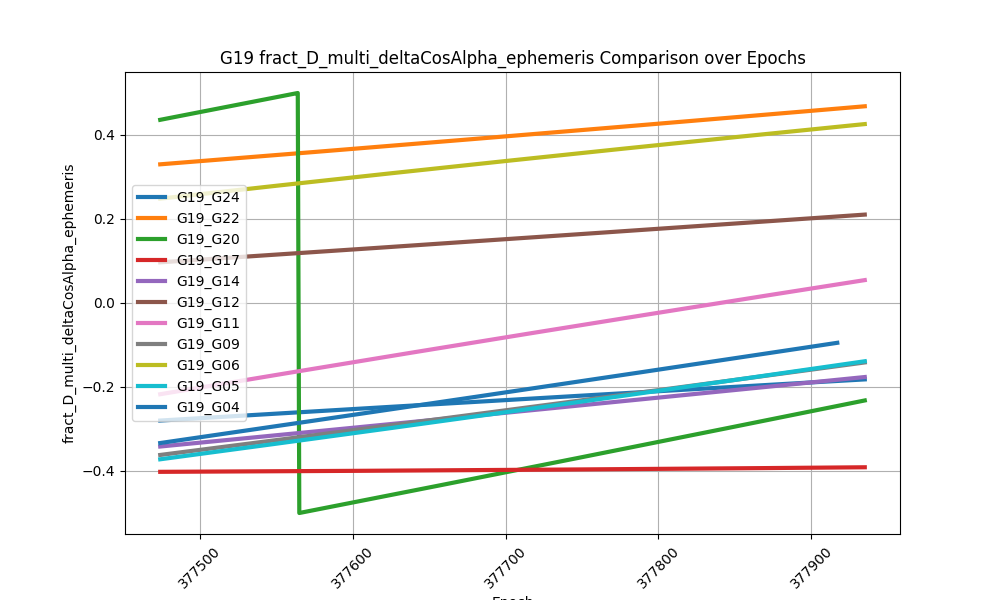 G19 fract_D_multi_deltaCosAlpha_ephemeris Comparison over Epochs
fract_D_multi_deltaCosAlpha_ephemeris
0.4
0.2
0.0
−0.2
−0.4
G19_G24
G19_G22
G19_G20
G19_G17
G19_G14
G19_G12
G19_G11
G19_G09
G19_G06
G19_G05
G19_G04
377500
377600
377700
377800
377900
Epoch